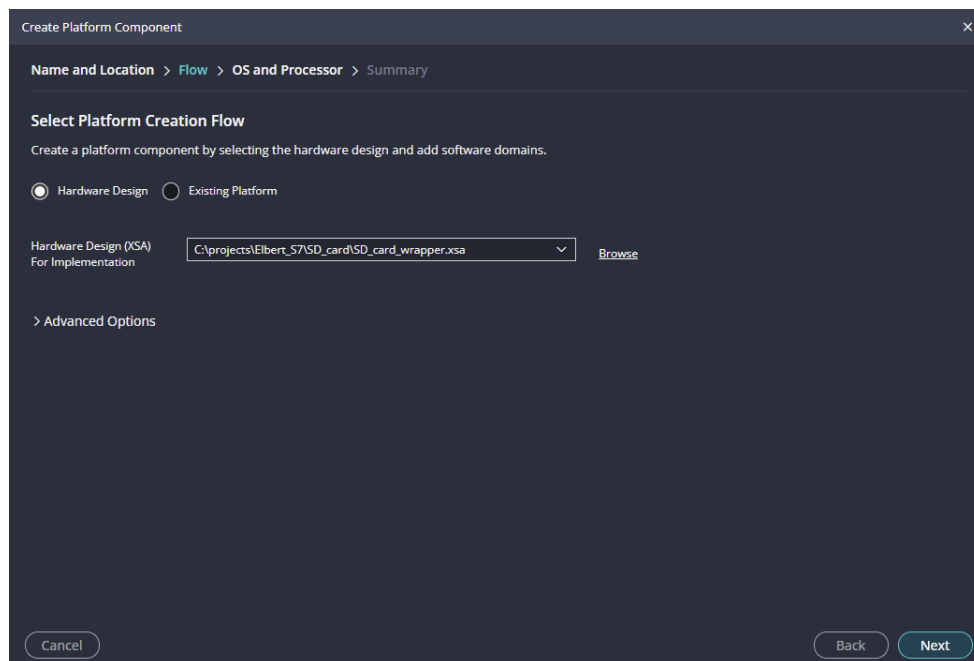 Create Platform Component
Name and Location > Flow > OS and Processor > Summary
Select Platform Creation Flow
Create a platform component by selecting the hardware design and add software domains.
Hardware Design Existing Platform
Hardware Design (XSA)
For Implementation
C:\projects\Elbert_S7\SD_card\SD_card_wrapper.xsa
Browse
> Advanced Options
Cancel Back Next